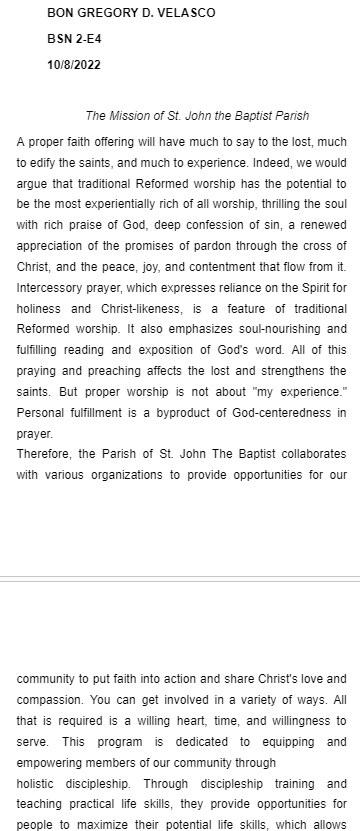 BON GREGORY D. VELASCO
BSN 2-E4
10/8/2022
The Mission of St. John the Baptist Parish
A proper faith offering will have much to say to the lost, much
to edify the saints, and much to experience. Indeed, we would
argue that traditional Reformed worship has the potential to
be the most experientially rich of all worship, thrilling the soul
with rich praise of God, deep confession of sin, a renewed
appreciation of the promises of pardon through the cross of
Christ, and the peace, joy, and contentment that flow from it.
Intercessory prayer, which expresses reliance on the Spirit for
holiness and Christ-likeness, is a feature of traditional
Reformed worship. It also emphasizes soul-nourishing and
fulfilling reading and exposition of God's word. All of this
praying and preaching affects the lost and strengthens the
saints. But proper worship is not about "my experience."
Personal fulfillment is a byproduct of God-centeredness in
prayer.
Therefore, the Parish of St. John The Baptist collaborates
with various organizations to provide opportunities for our
community to put faith into action and share Christ's love and
compassion. You can get involved in a variety of ways. All
that is required is a willing heart, time, and willingness to
serve. This program is dedicated to equipping and
empowering members of our community through
holistic discipleship. Through discipleship training and
teaching practical life skills, they provide opportunities for
people to maximize their potential life skills, which allows